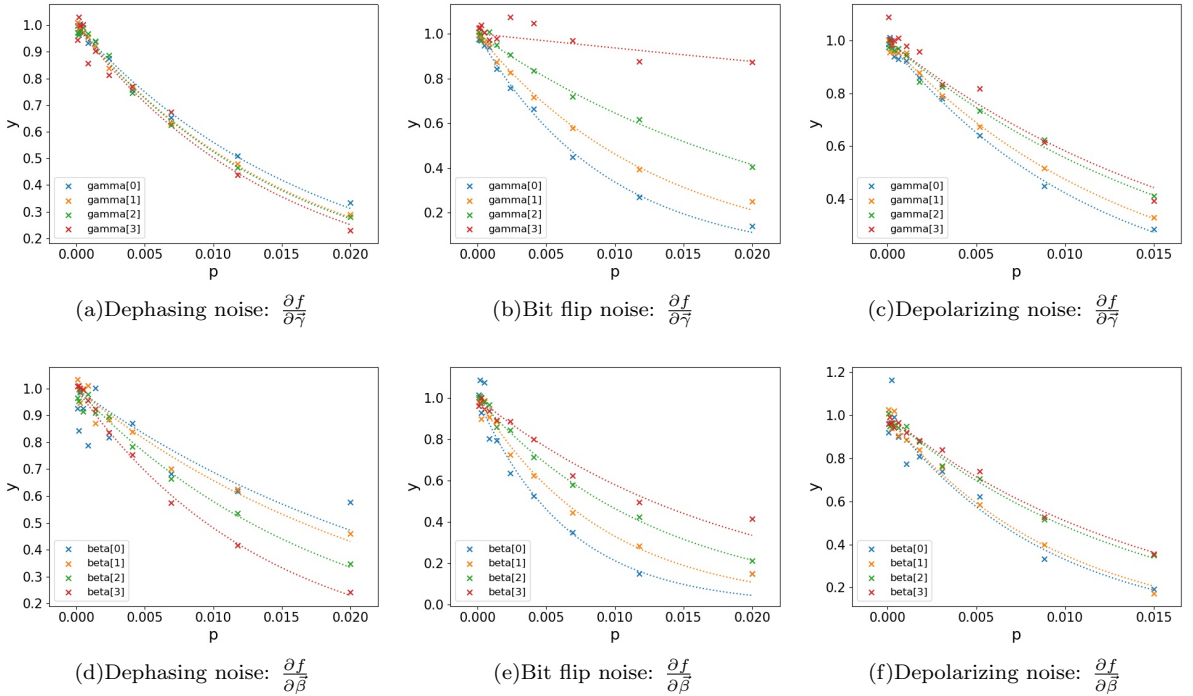 1.0
0.9
0.8
0.7
0.6
0.5
0.4
0.3
0.2
y
gamma[0]
gamma[1]
gamma[2]
gamma[3]
0.000 0.005 0.010 0.015 0.020
p
(a)Dephasing noise: ∂f/∂γ⃗
1.0
0.8
0.6
0.4
0.2
y
gamma[0]
gamma[1]
gamma[2]
gamma[3]
0.000 0.005 0.010 0.015 0.020
p
(b)Bit flip noise: ∂f/∂γ⃗
1.0
0.8
0.6
0.4
y
gamma[0]
gamma[1]
gamma[2]
gamma[3]
0.000 0.005 0.010 0.015
p
(c)Depolarizing noise: ∂f/∂γ⃗
1.0
0.9
0.8
0.7
0.6
0.5
0.4
0.3
0.2
y
beta[0]
beta[1]
beta[2]
beta[3]
0.000 0.005 0.010 0.015 0.020
p
(d)Dephasing noise: ∂f/∂β⃗
1.0
0.8
0.6
0.4
0.2
0.0
y
beta[0]
beta[1]
beta[2]
beta[3]
0.000 0.005 0.010 0.015 0.020
p
(e)Bit flip noise: ∂f/∂β⃗
1.2
1.0
0.8
0.6
0.4
0.2
y
beta[0]
beta[1]
beta[2]
beta[3]
0.000 0.005 0.010 0.015
p
(f)Depolarizing noise: ∂f/∂β⃗